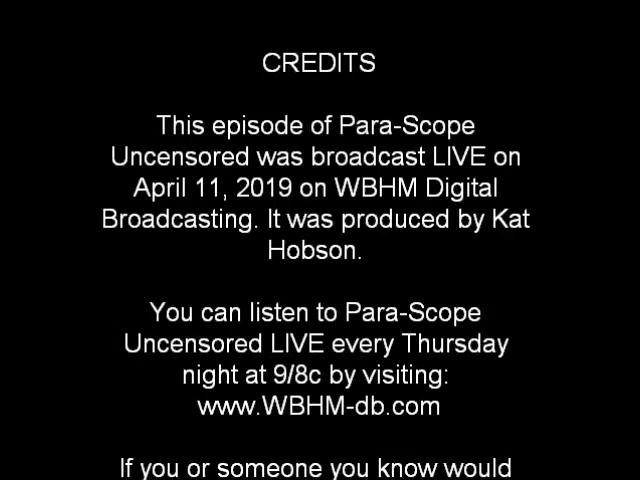 CREDITS
This episode of Para-Scope
Uncensored was broadcast LIVE on
April 11, 2019 on WBHM Digital
Broadcasting. It was produced by Kat
Hobson.
You can listen to Para-Scope
Uncensored LIVE every Thursday
night at 9/8c by visiting:
www.WBHM-db.com
If you or someone you know would